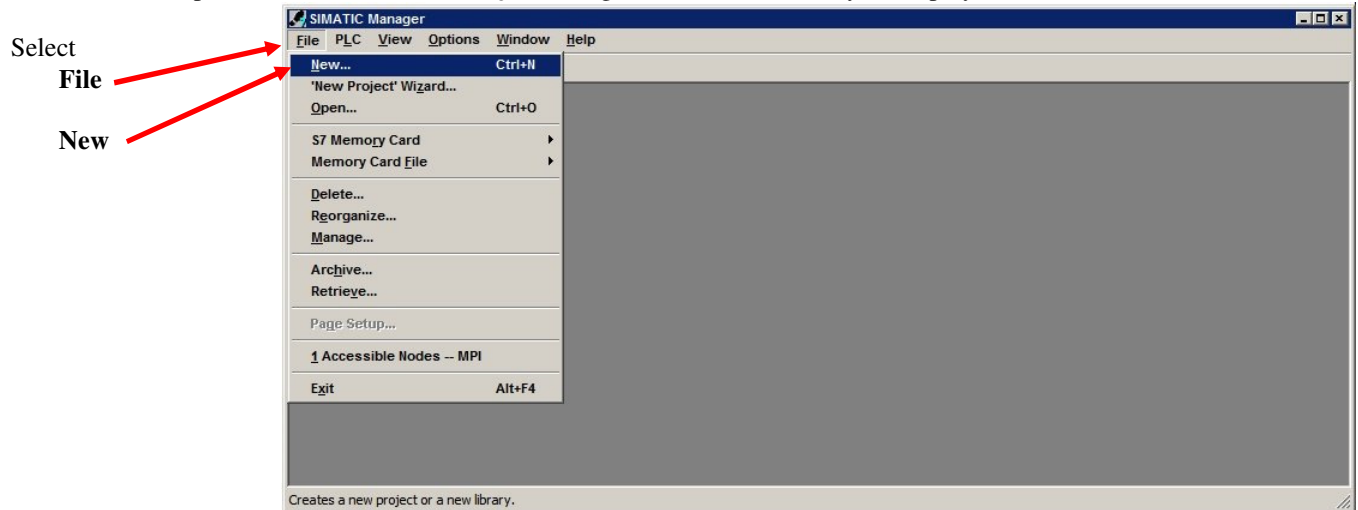 SIMATIC Manager
File PLC View Options Window Help
Select
File
New
New... Ctrl+N
'New Project' Wizard...
Open... Ctrl+O
S7 Memory Card
Memory Card File
Delete...
Reorganize...
Manage...
Archive...
Retrieve...
Page Setup...
1 Accessible Nodes -- MPI
Exit Alt+F4
Creates a new project or a new library.